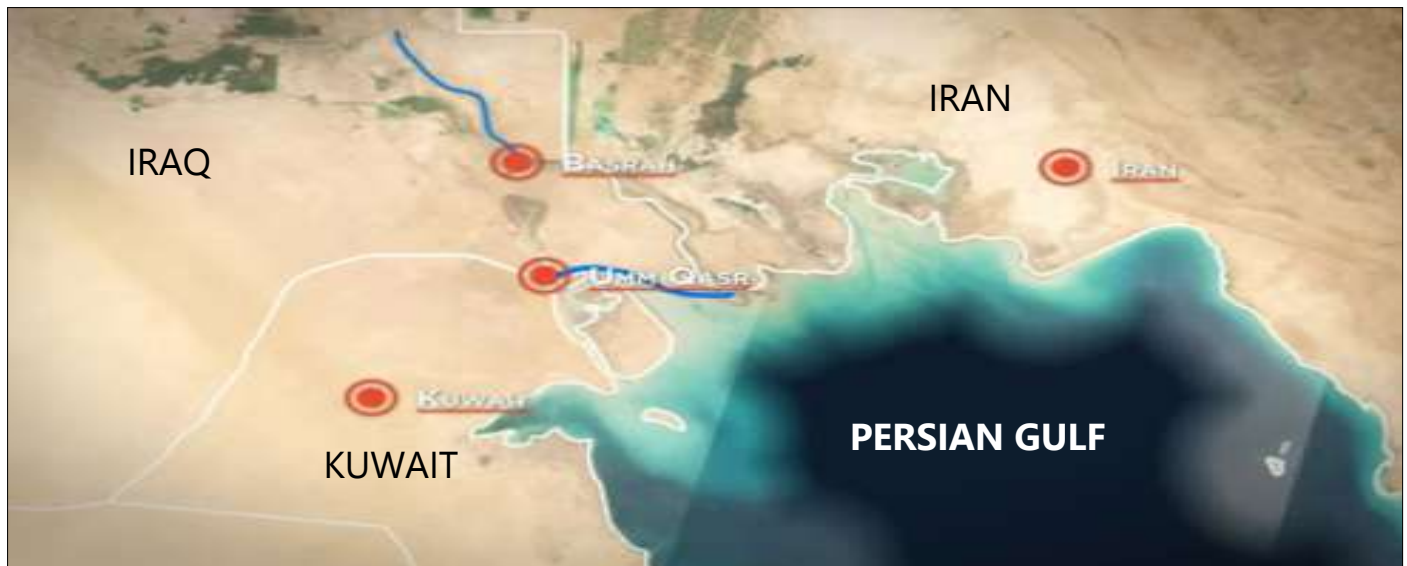 IRAN
IRAQ
BASRAH
IRAN
UMM QASR
KUWAIT
PERSIAN GULF
KUWAIT